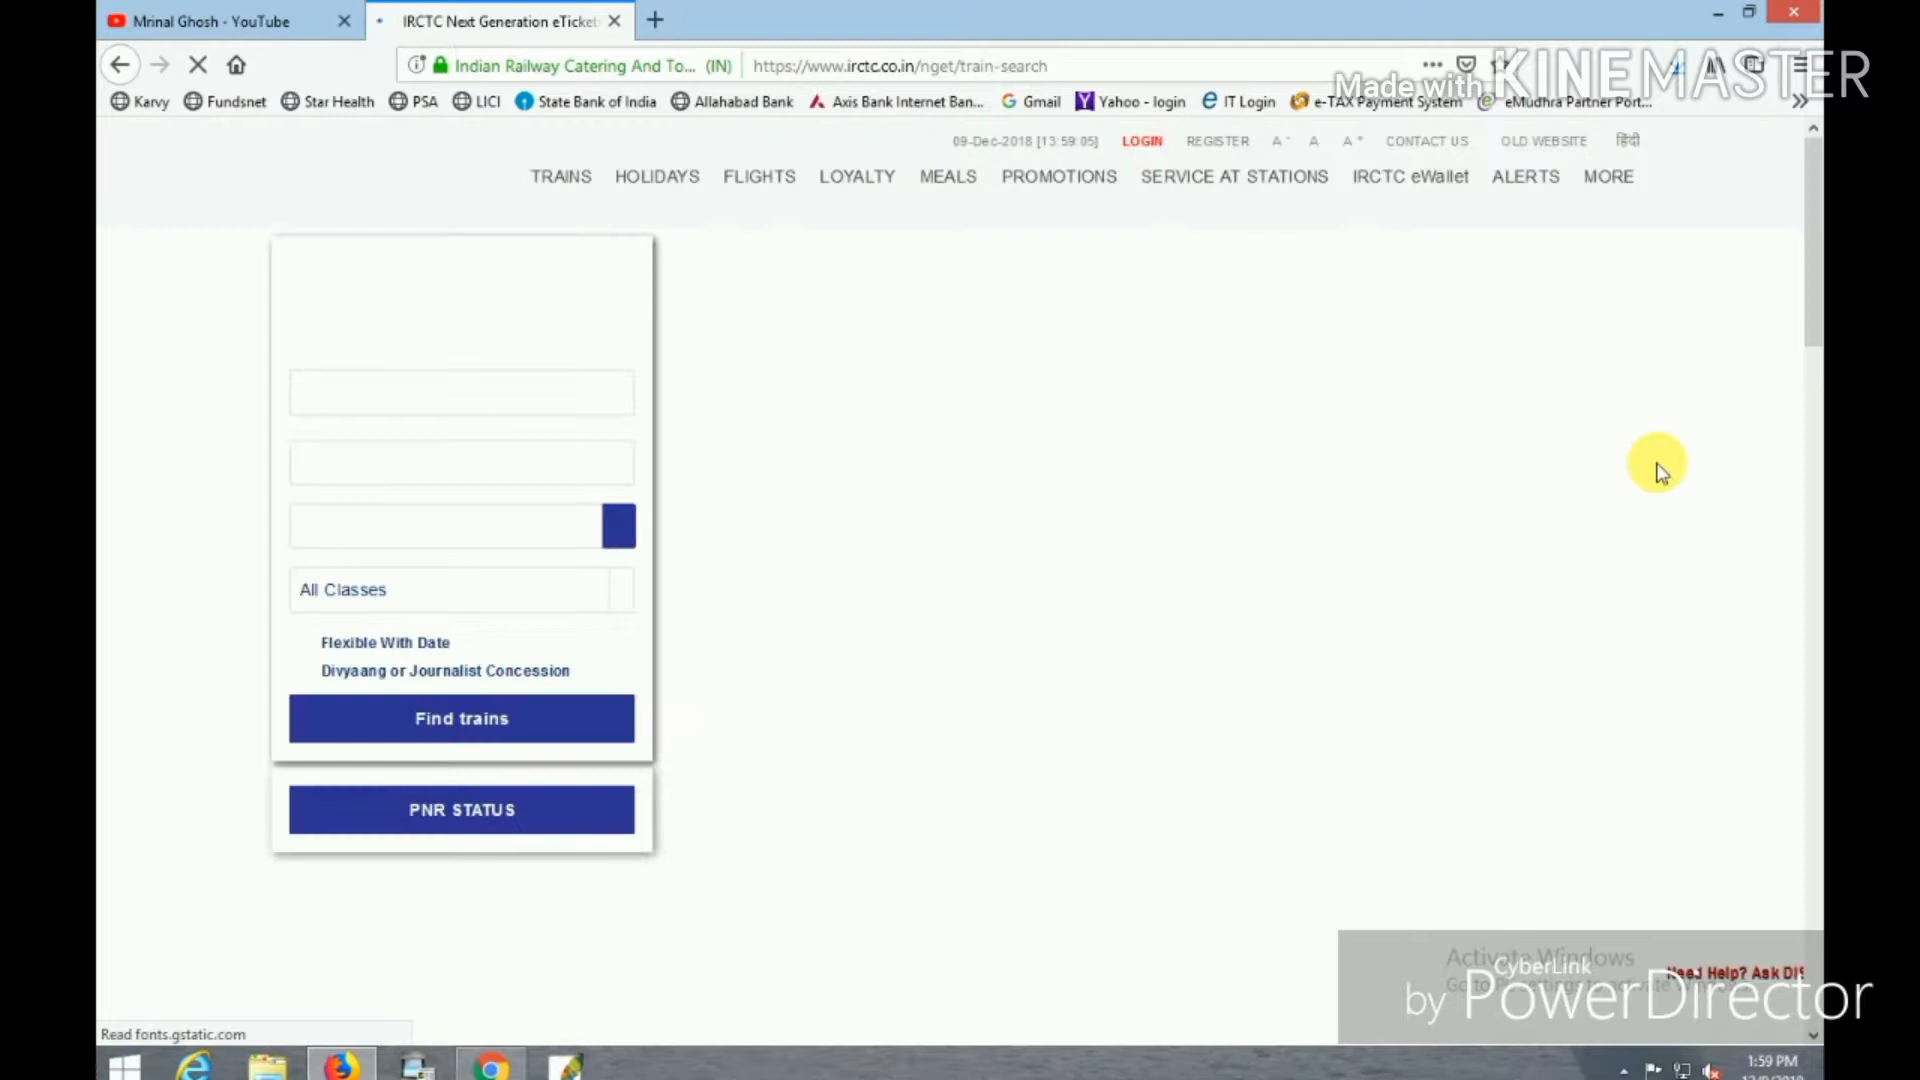 Mrinal Ghosh - YouTube
IRCTC Next Generation eTicket
Indian Railway Catering And To... (IN)
https://www.irctc.co.in/nget/train-search
Made with KINEMASTER
Karvy
Fundsnet
Star Health
PSA
LICI
State Bank of India
Allahabad Bank
Axis Bank Internet Ban...
Gmail
Yahoo - login
IT Login
e-TAX Payment System
eMudhra Partner Port...
09-Dec-2018 [13:59:05]
LOGIN
REGISTER
A -
A
A +
CONTACT US
OLD WEBSITE
हिंदी
TRAINS
HOLIDAYS
FLIGHTS
LOYALTY
MEALS
PROMOTIONS
SERVICE AT STATIONS
IRCTC eWallet
ALERTS
MORE
All Classes
Flexible With Date
Divyaang or Journalist Concession
Find trains
PNR STATUS
Activate Windows
Need Help? Ask DIS
CyberLink
by PowerDirector
Read fonts.gstatic.com
1:59 PM